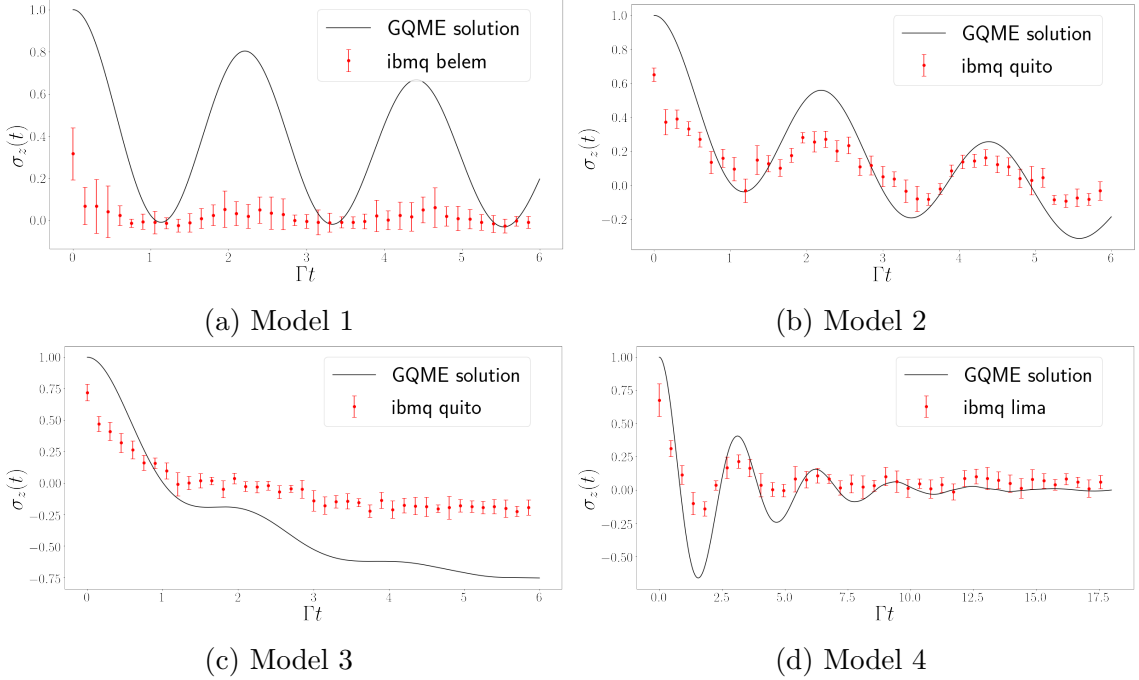 1.0
0.8
0.6
0.4
0.2
0.0
σz(t)
0 1 2 3 4 5 6
Γt
GQME solution
ibmq belem
(a) Model 1
1.0
0.8
0.6
0.4
0.2
0.0
−0.2
σz(t)
0 1 2 3 4 5 6
Γt
GQME solution
ibmq quito
(b) Model 2
1.00
0.75
0.50
0.25
0.00
−0.25
−0.50
−0.75
σz(t)
0 1 2 3 4 5 6
Γt
GQME solution
ibmq quito
(c) Model 3
1.00
0.75
0.50
0.25
0.00
−0.25
−0.50
σz(t)
0.0 2.5 5.0 7.5 10.0 12.5 15.0 17.5
Γt
GQME solution
ibmq lima
(d) Model 4